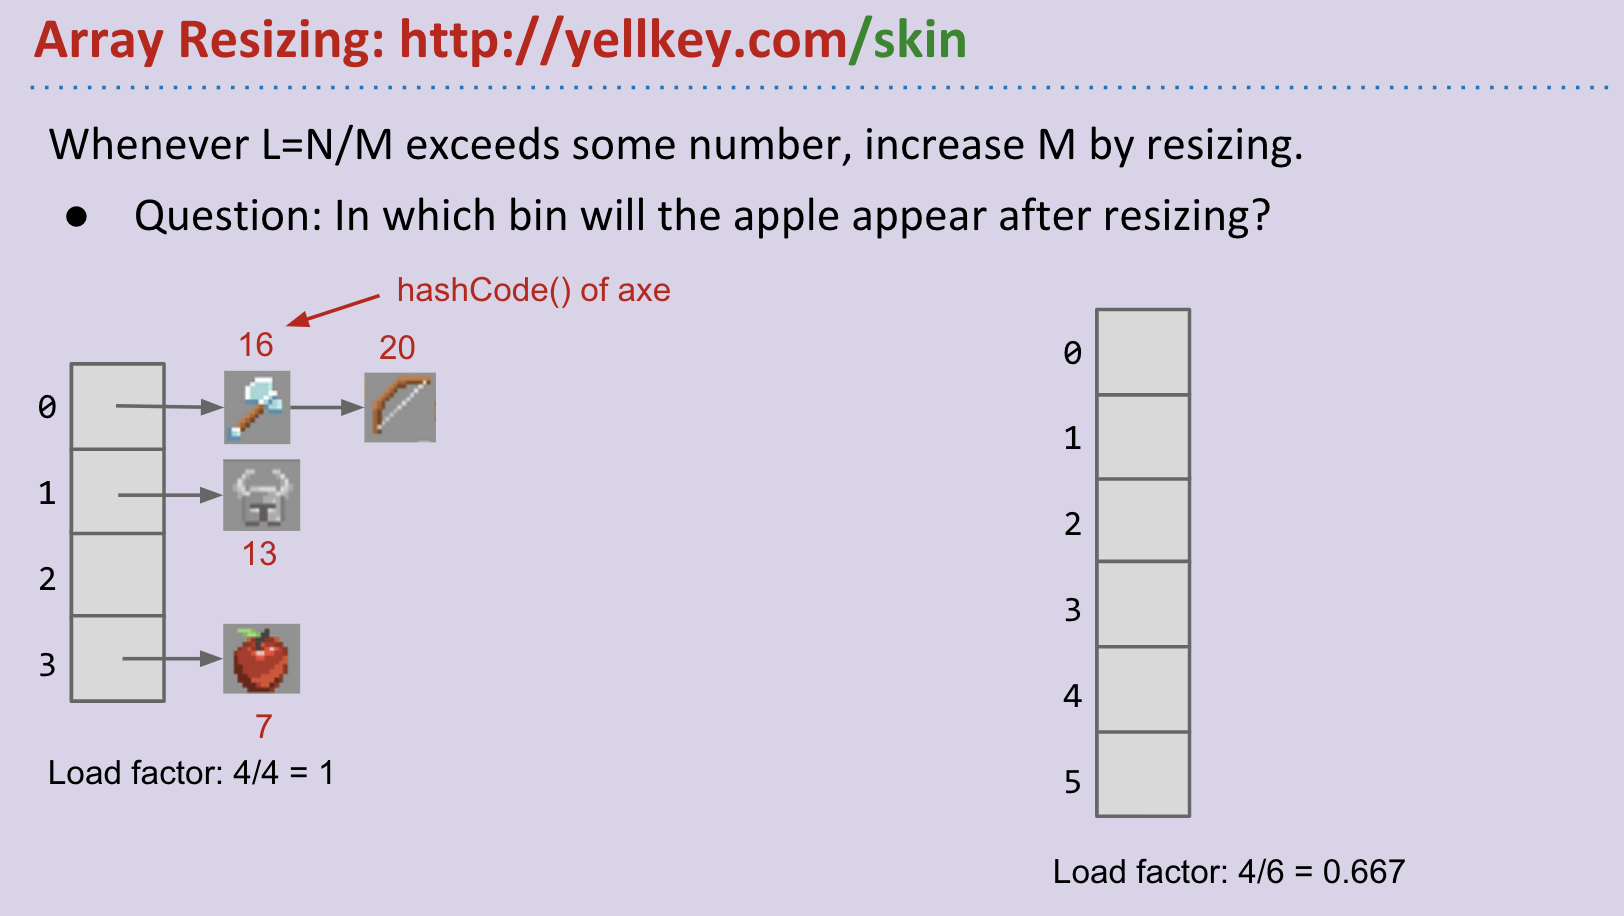 Array Resizing: http://yellkey.com/skin
Whenever L=N/M exceeds some number, increase M by resizing.
● Question: In which bin will the apple appear after resizing?
hashCode() of axe
16
20
0
1
13
2
3
7
Load factor: 4/4 = 1
0
1
2
3
4
5
Load factor: 4/6 = 0.667